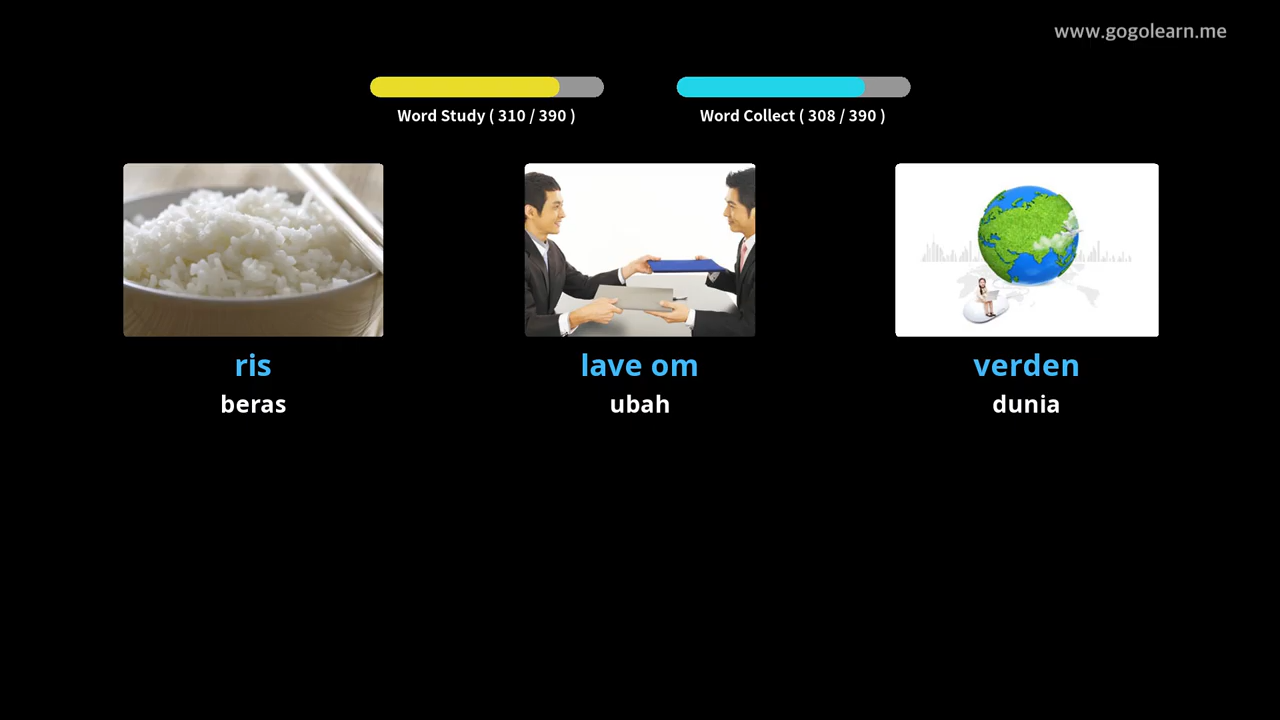 www.gogolearn.me
Word Study ( 310 / 390 )
Word Collect ( 308 / 390 )
ris
lave om
verden
beras
ubah
dunia